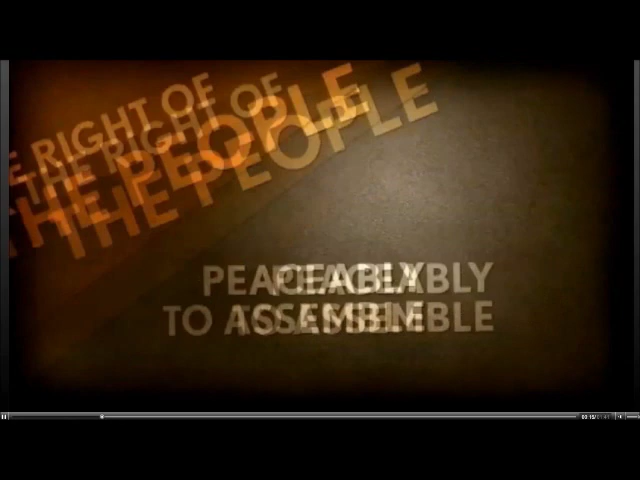 THE RIGHT OF
THE PEOPLE
PEACEABLY
TO ASSEMBLE